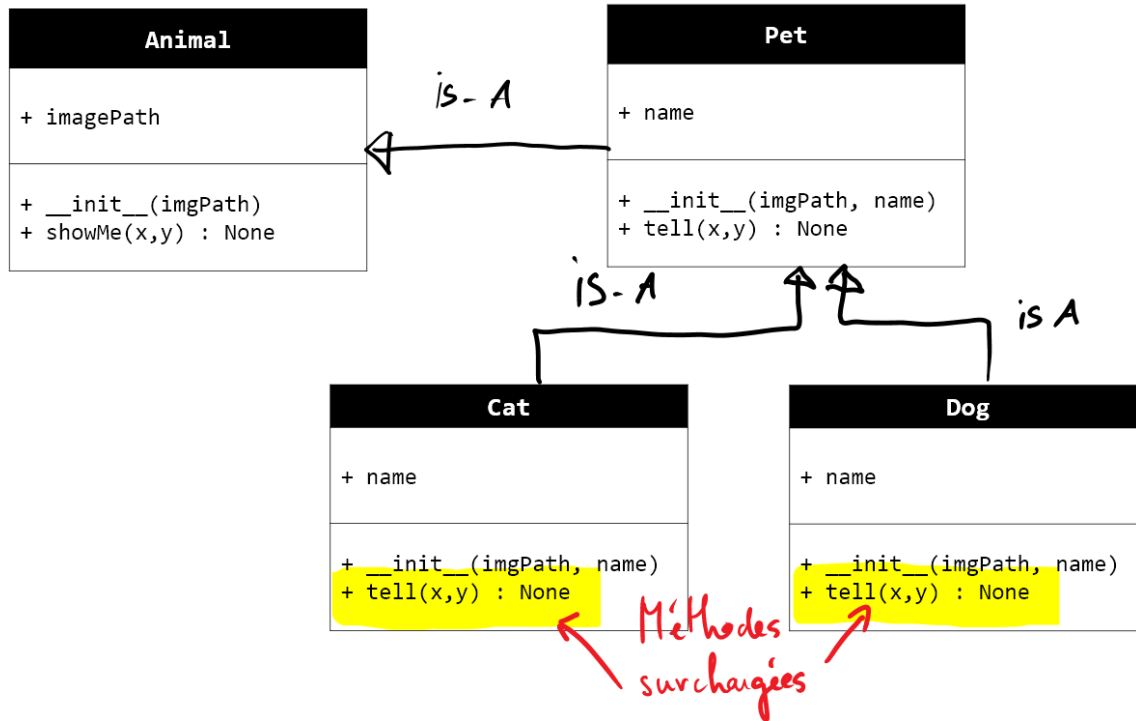 Animal
+ imagePath
+ __init__(imgPath)
+ showMe(x,y) : None
is-A
Pet
+ name
+ __init__(imgPath, name)
+ tell(x,y) : None
is-A
is A
Cat
+ name
+ __init__(imgPath, name)
+ tell(x,y) : None
Dog
+ name
+ __init__(imgPath, name)
+ tell(x,y) : None
Méthodes
surchargées